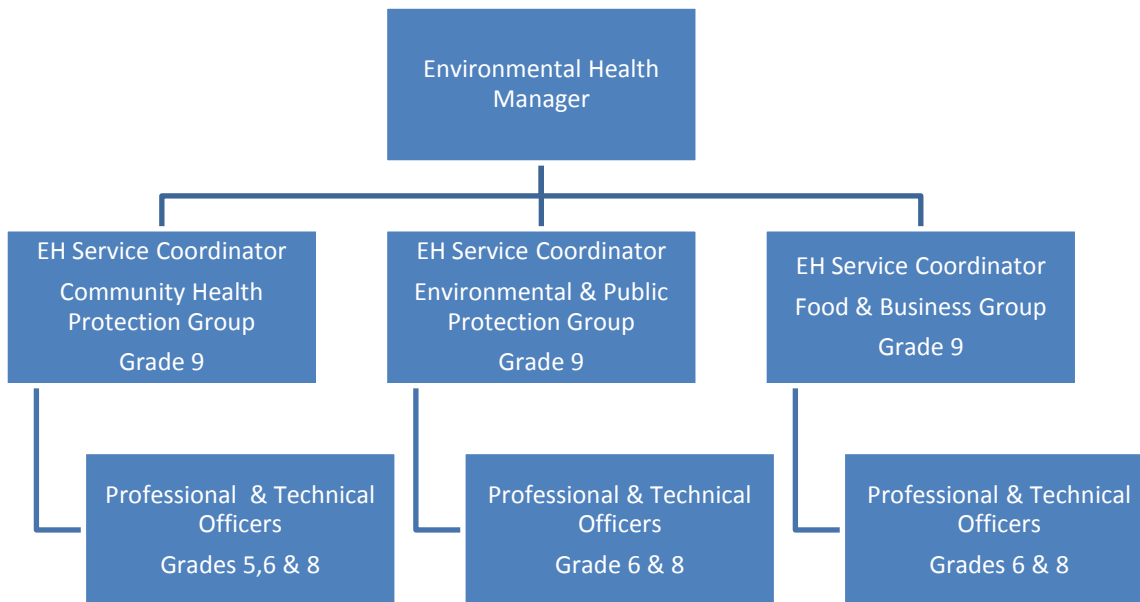 Environmental Health
Manager
EH Service Coordinator
Community Health
Protection Group
Grade 9
EH Service Coordinator
Environmental & Public
Protection Group
Grade 9
EH Service Coordinator
Food & Business Group
Grade 9
Professional & Technical
Officers
Grades 5,6 & 8
Professional & Technical
Officers
Grade 6 & 8
Professional & Technical
Officers
Grades 6 & 8